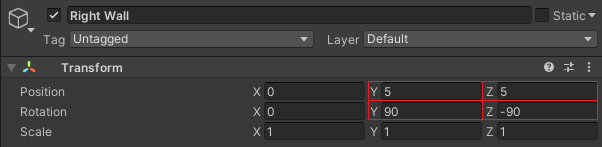 Right Wall Static
Tag Untagged Layer Default
Transform
Position X 0 Y 5 Z 5
Rotation X 0 Y 90 Z -90
Scale X 1 Y 1 Z 1